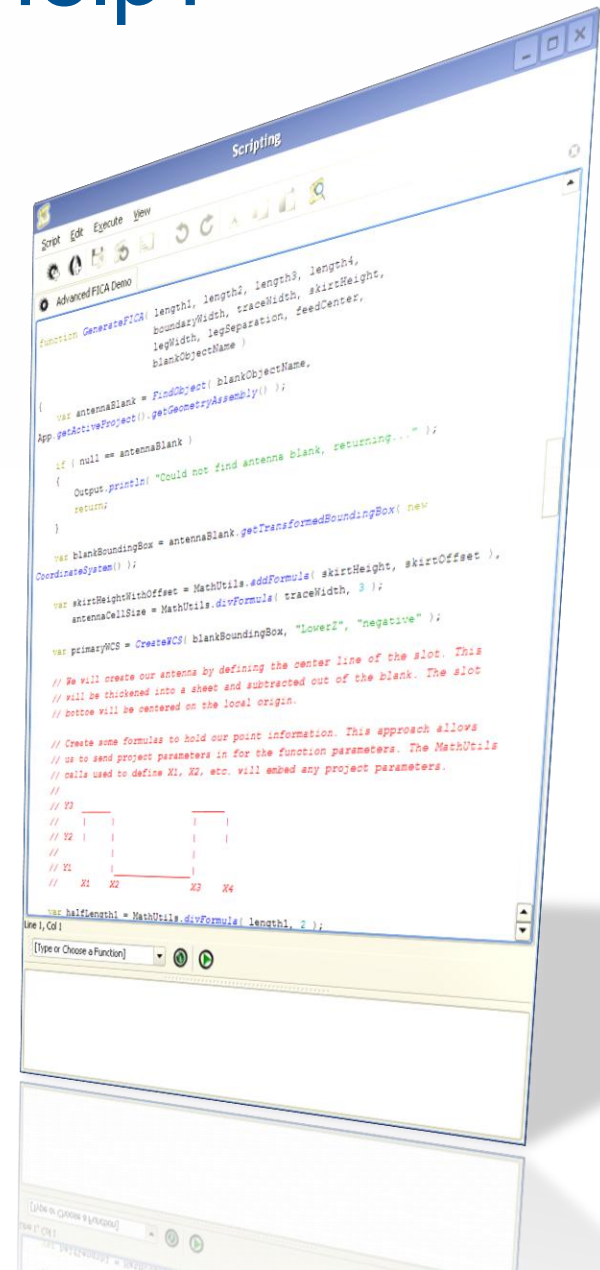 Scripting
Script Edit Execute View
Advanced FICA Demo
function GenerateFICA( length1, length2, length3, length4,
boundaryWidth, traceWidth, skirtHeight,
legWidth, legSeparation, feedCenter,
blankObjectName )
{
var antennaBlank = FindObject( blankObjectName,
App.getActiveProject().getGeometryAssembly() );
if ( null == antennaBlank )
{
Output.println( "Could not find antenna blank, returning..." );
return;
}
var blankBoundingBox = antennaBlank.getTransformedBoundingBox( new
CoordinateSystem() );
var skirtHeightWithOffset = MathUtils.addFormula( skirtHeight, skirtOffset ),
antennaCellSize = MathUtils.divFormula( traceWidth, 3 );
var primaryWCS = CreateWCS( blankBoundingBox, "LowerZ", "negative" );
// We will create our antenna by defining the center line of the slot. This
// will be thickened into a sheet and subtracted out of the blank. The slot
// bottoe will be centered on the local origin.
// Create some formulas to hold our point information. This approach allows
// us to send project parameters in for the function parameters. The MathUtils
// calls used to define X1, X2, etc. will embed any project parameters.
//
// Y3 ____ ____
// | | | |
// Y2 | | | |
// | |
// Y1 |__________|
// X1 X2 X3 X4
var halfLength1 = MathUtils.divFormula( length1, 2 );
Line 1, Col 1
[Type or Choose a Function]